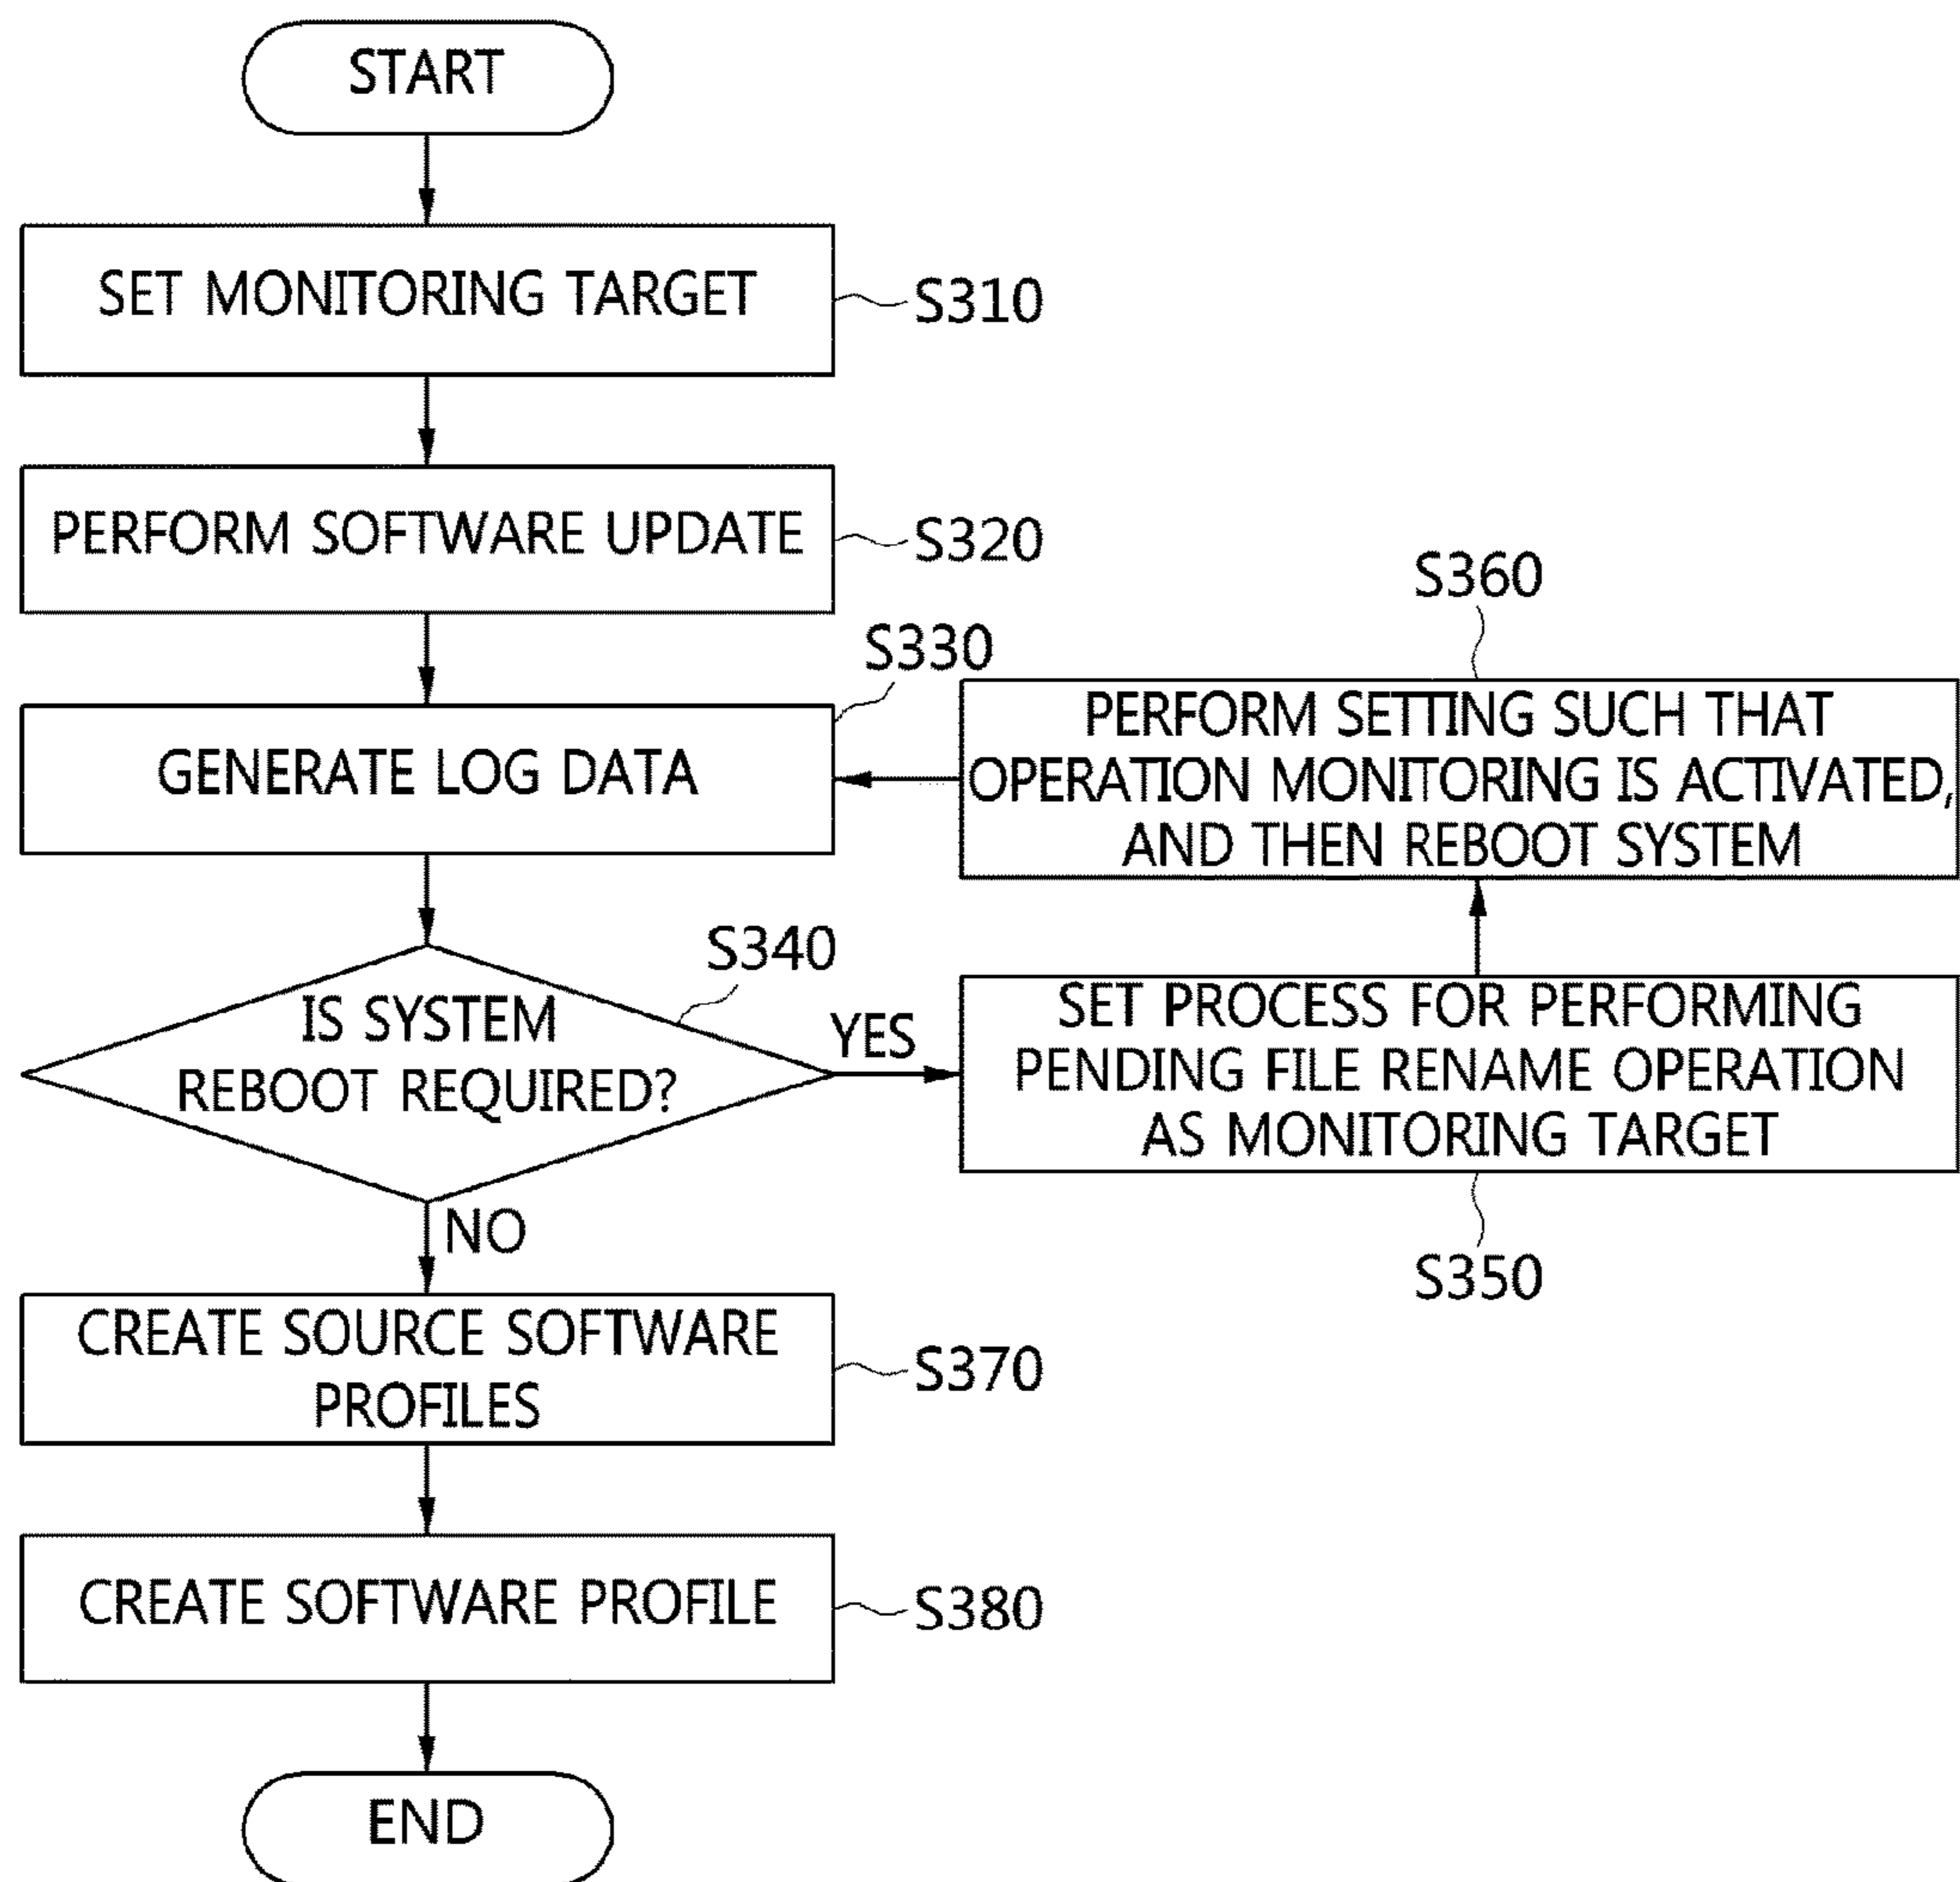 START
SET MONITORING TARGET
S310
PERFORM SOFTWARE UPDATE
S320
S330
GENERATE LOG DATA
S340
IS SYSTEM
REBOOT REQUIRED?
YES
NO
S360
PERFORM SETTING SUCH THAT
OPERATION MONITORING IS ACTIVATED,
AND THEN REBOOT SYSTEM
SET PROCESS FOR PERFORMING
PENDING FILE RENAME OPERATION
AS MONITORING TARGET
S350
CREATE SOURCE SOFTWARE
PROFILES
S370
CREATE SOFTWARE PROFILE
S380
END